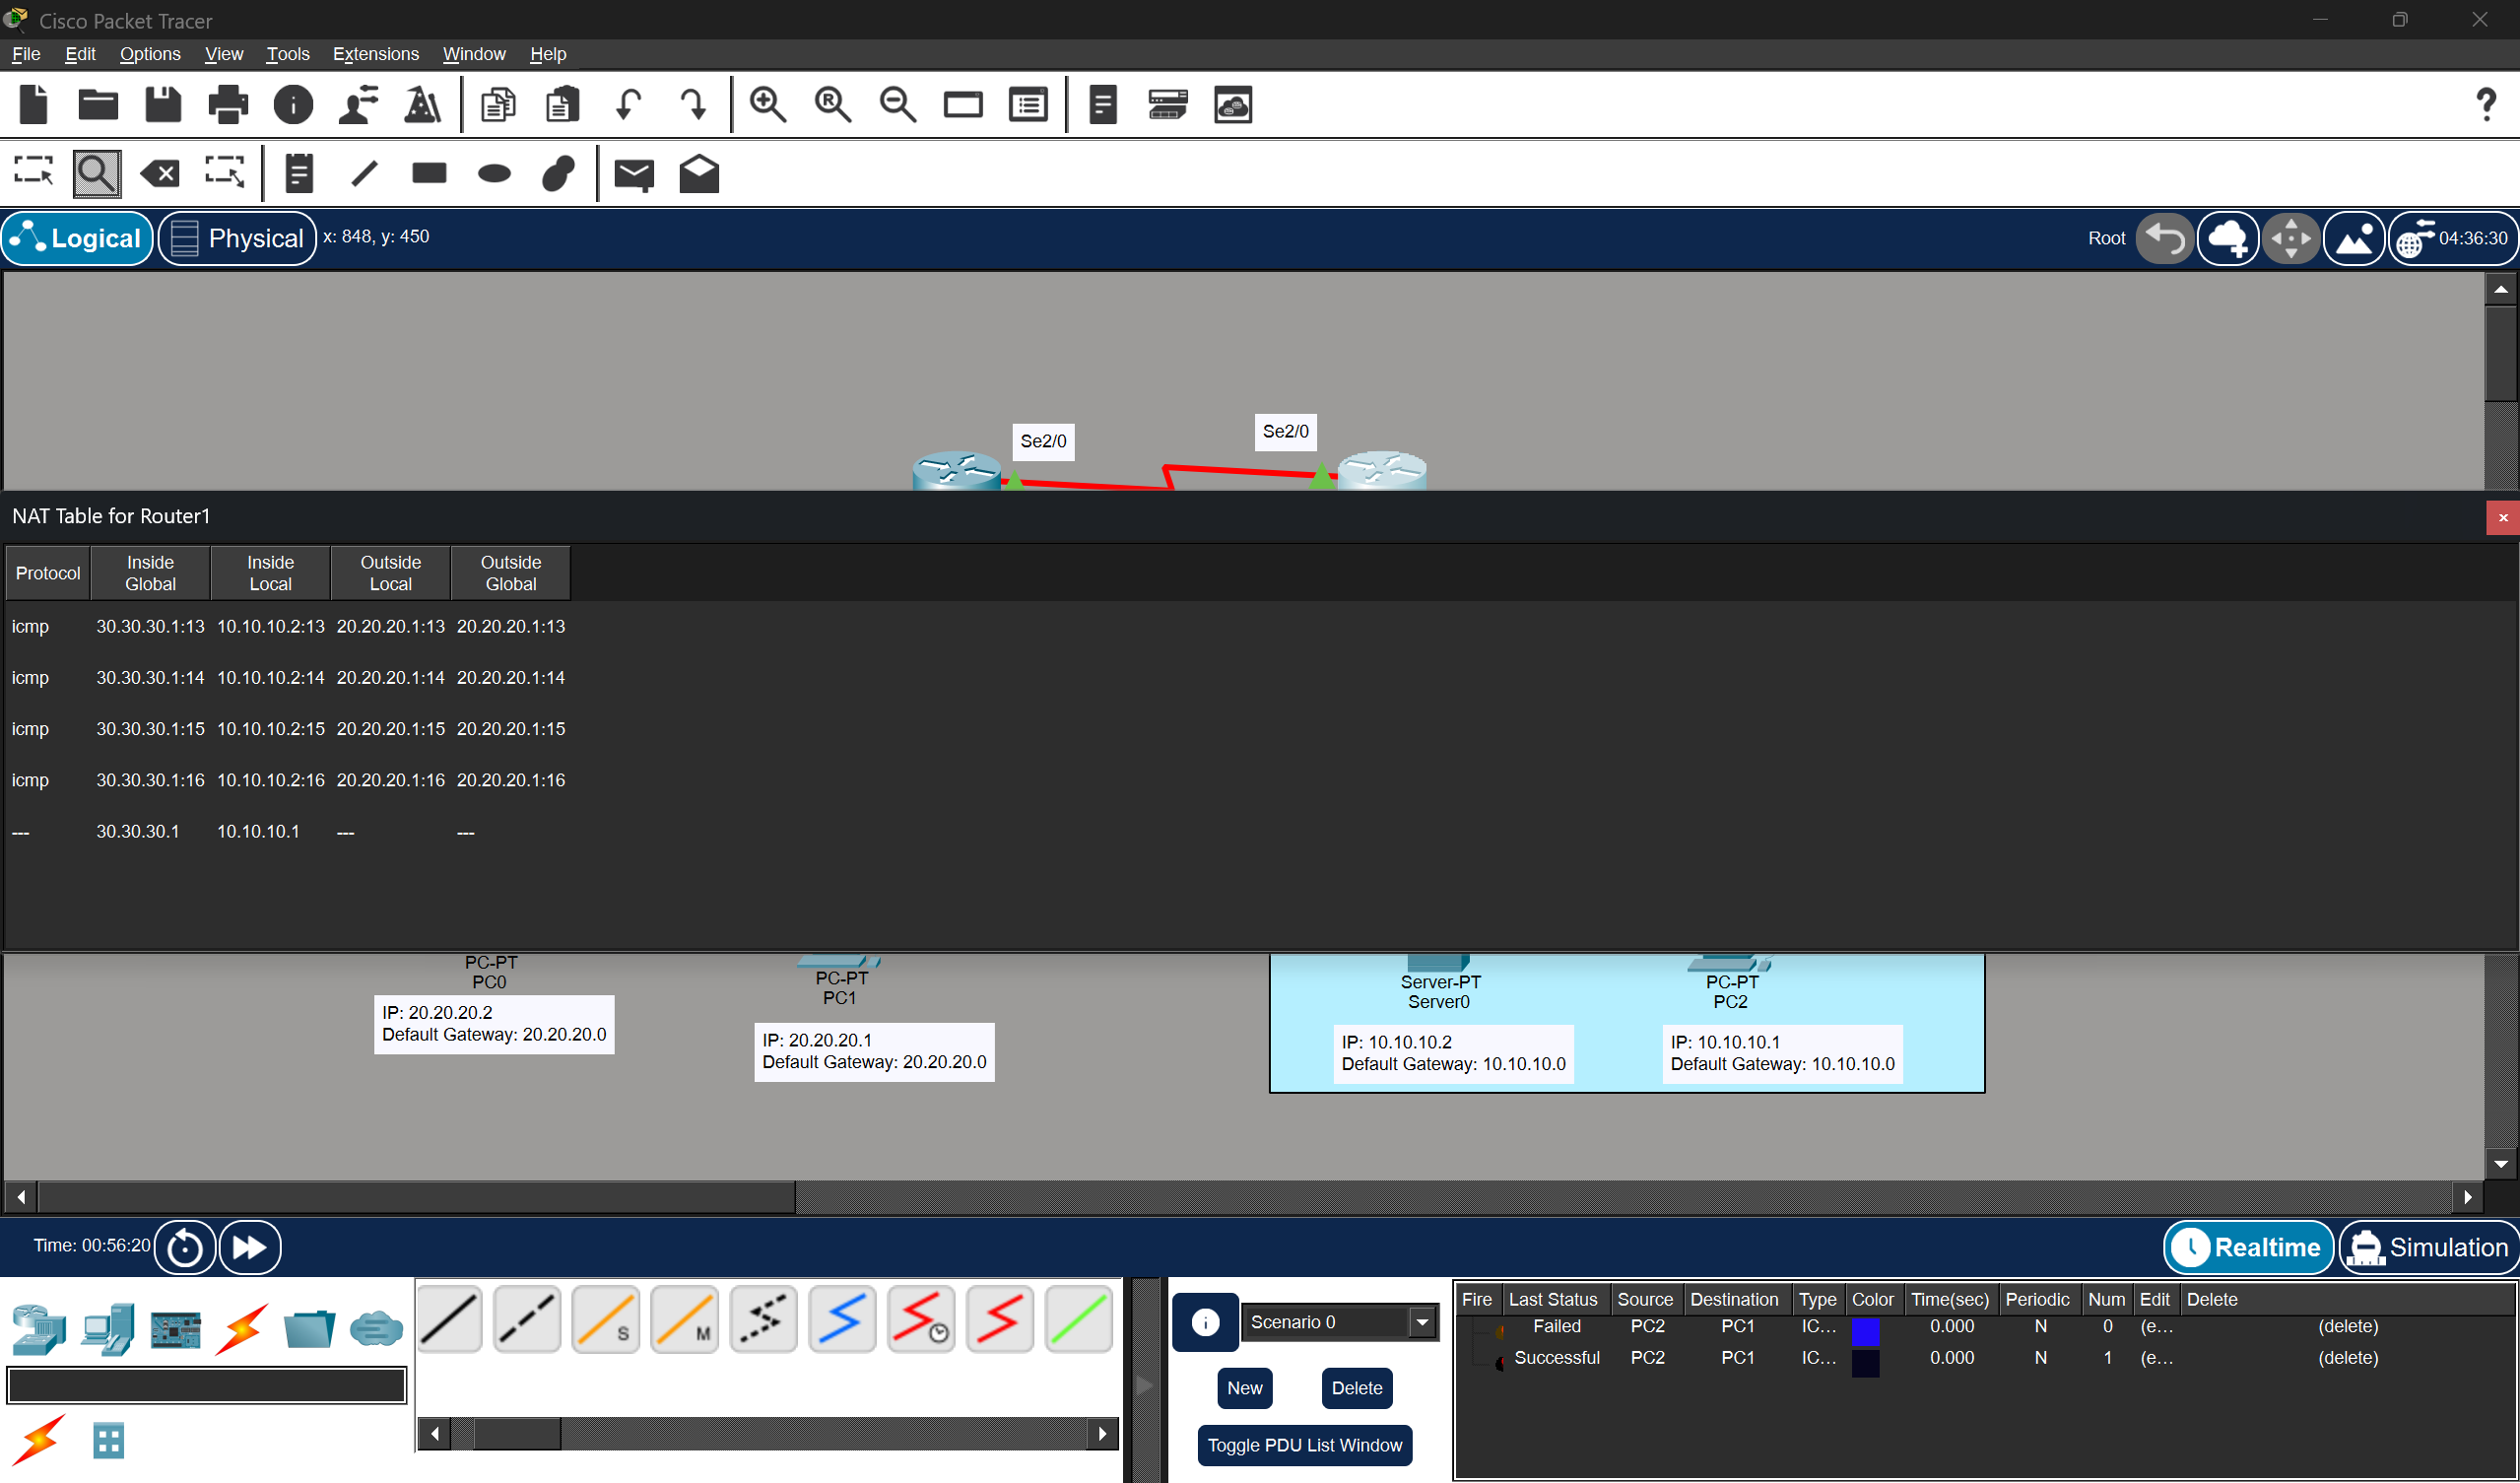 Cisco Packet Tracer
File Edit Options View Tools Extensions Window Help
Logical Physical x: 848, y: 450 Root 04:36:30
Se2/0
Se2/0
NAT Table for Router1
Protocol Inside Global Inside Local Outside Local Outside Global
icmp 30.30.30.1:13 10.10.10.2:13 20.20.20.1:13 20.20.20.1:13
icmp 30.30.30.1:14 10.10.10.2:14 20.20.20.1:14 20.20.20.1:14
icmp 30.30.30.1:15 10.10.10.2:15 20.20.20.1:15 20.20.20.1:15
icmp 30.30.30.1:16 10.10.10.2:16 20.20.20.1:16 20.20.20.1:16
--- 30.30.30.1 10.10.10.1 --- ---
PC-PT
PC0
IP: 20.20.20.2
Default Gateway: 20.20.20.0
PC-PT
PC1
IP: 20.20.20.1
Default Gateway: 20.20.20.0
Server-PT
Server0
IP: 10.10.10.2
Default Gateway: 10.10.10.0
PC-PT
PC2
IP: 10.10.10.1
Default Gateway: 10.10.10.0
Time: 00:56:20 Realtime Simulation
S M
Scenario 0
New Delete
Toggle PDU List Window
Fire Last Status Source Destination Type Color Time(sec) Periodic Num Edit Delete
Failed PC2 PC1 IC... 0.000 N 0 (e... (delete)
Successful PC2 PC1 IC... 0.000 N 1 (e... (delete)